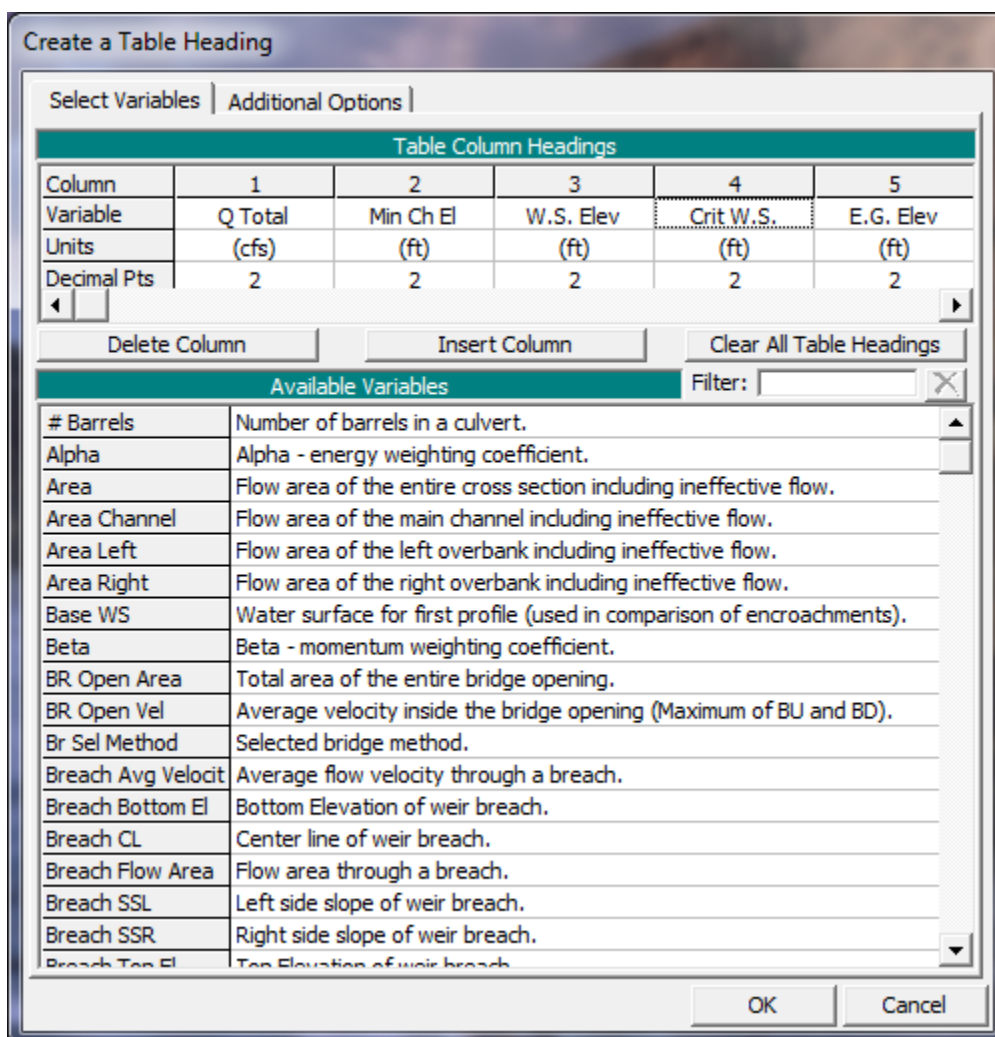 Create a Table Heading
Select Variables Additional Options
Table Column Headings
Column 1 2 3 4 5
Variable Q Total Min Ch El W.S. Elev Crit W.S. E.G. Elev
Units (cfs) (ft) (ft) (ft) (ft)
Decimal Pts 2 2 2 2 2
Delete Column Insert Column Clear All Table Headings
Available Variables Filter:
# Barrels Number of barrels in a culvert.
Alpha Alpha - energy weighting coefficient.
Area Flow area of the entire cross section including ineffective flow.
Area Channel Flow area of the main channel including ineffective flow.
Area Left Flow area of the left overbank including ineffective flow.
Area Right Flow area of the right overbank including ineffective flow.
Base WS Water surface for first profile (used in comparison of encroachments).
Beta Beta - momentum weighting coefficient.
BR Open Area Total area of the entire bridge opening.
BR Open Vel Average velocity inside the bridge opening (Maximum of BU and BD).
Br Sel Method Selected bridge method.
Breach Avg Velocit Average flow velocity through a breach.
Breach Bottom El Bottom Elevation of weir breach.
Breach CL Center line of weir breach.
Breach Flow Area Flow area through a breach.
Breach SSL Left side slope of weir breach.
Breach SSR Right side slope of weir breach.
Breach Top El Top Elevation of weir breach
OK Cancel